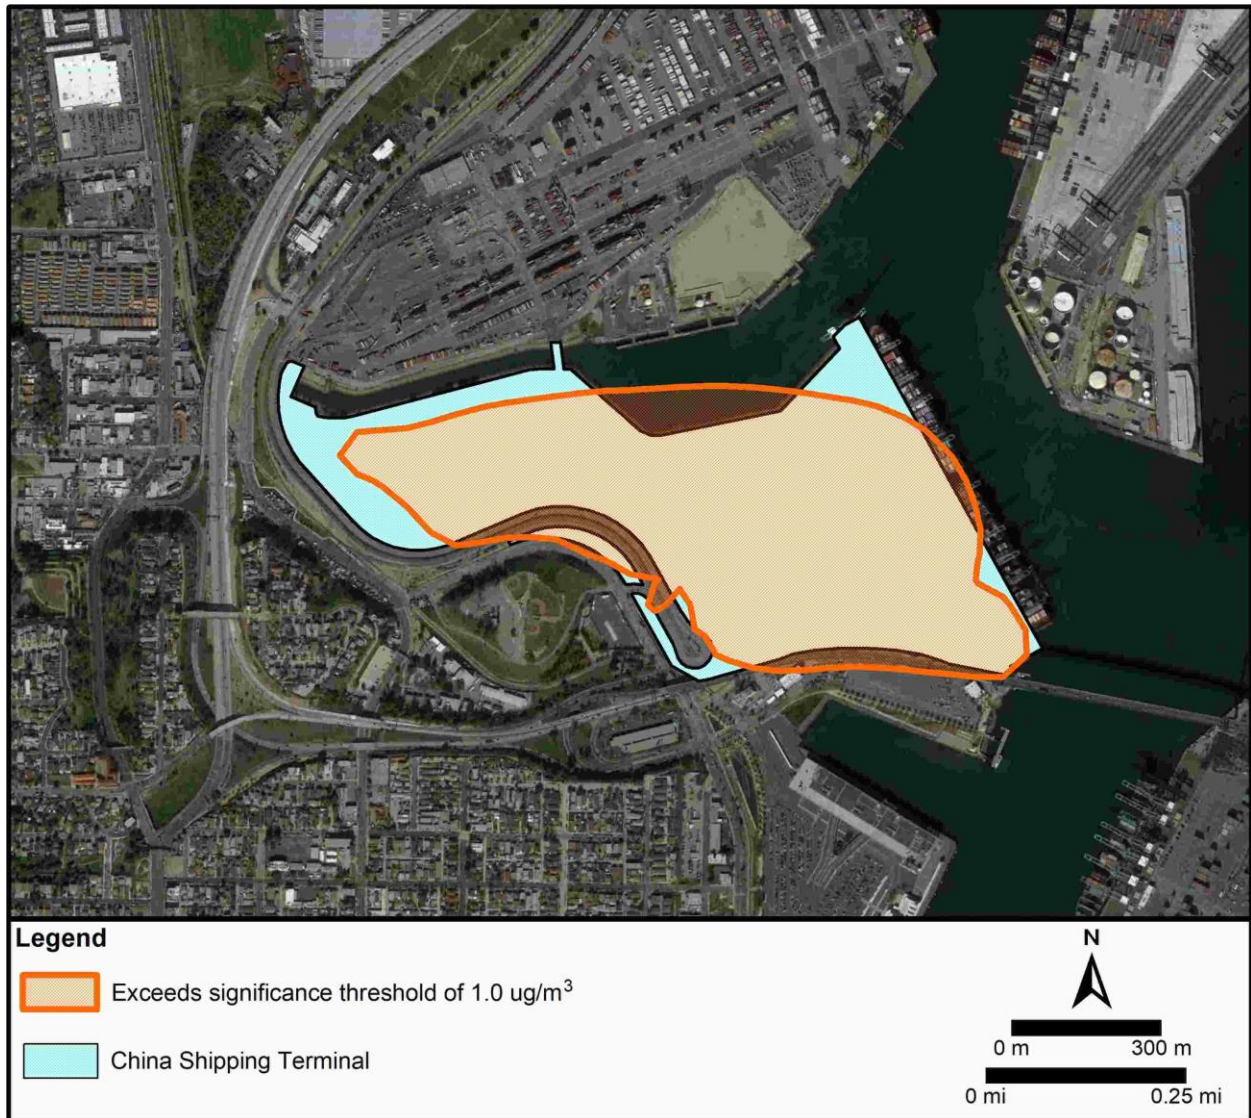 Legend
N
Exceeds significance threshold of 1.0 ug/m³
0 m 300 m
China Shipping Terminal
0 mi 0.25 mi